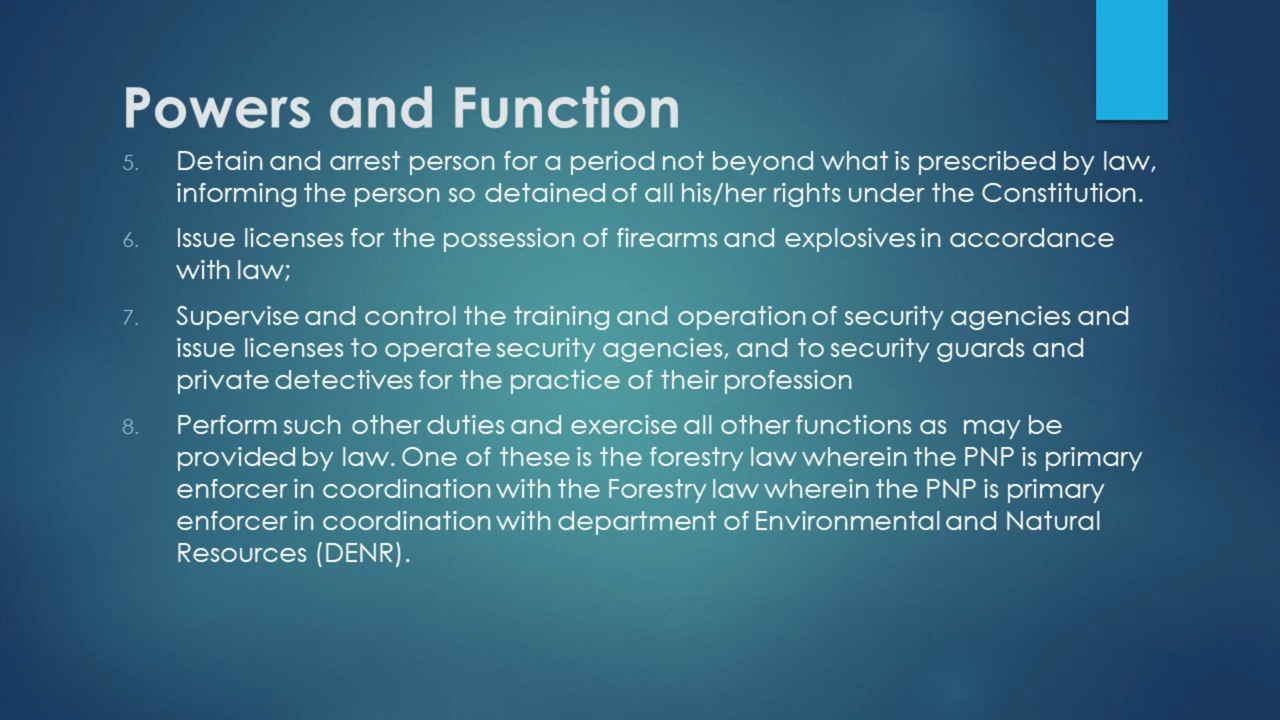 Powers and Function
5. Detain and arrest person for a period not beyond what is prescribed by law,
informing the person so detained of all his/her rights under the Constitution.
6. Issue licenses for the possession of firearms and explosives in accordance
with law;
7. Supervise and control the training and operation of security agencies and
issue licenses to operate security agencies, and to security guards and
private detectives for the practice of their profession
8. Perform such other duties and exercise all other functions as may be
provided by law. One of these is the forestry law wherein the PNP is primary
enforcer in coordination with the Forestry law wherein the PNP is primary
enforcer in coordination with department of Environmental and Natural
Resources (DENR).